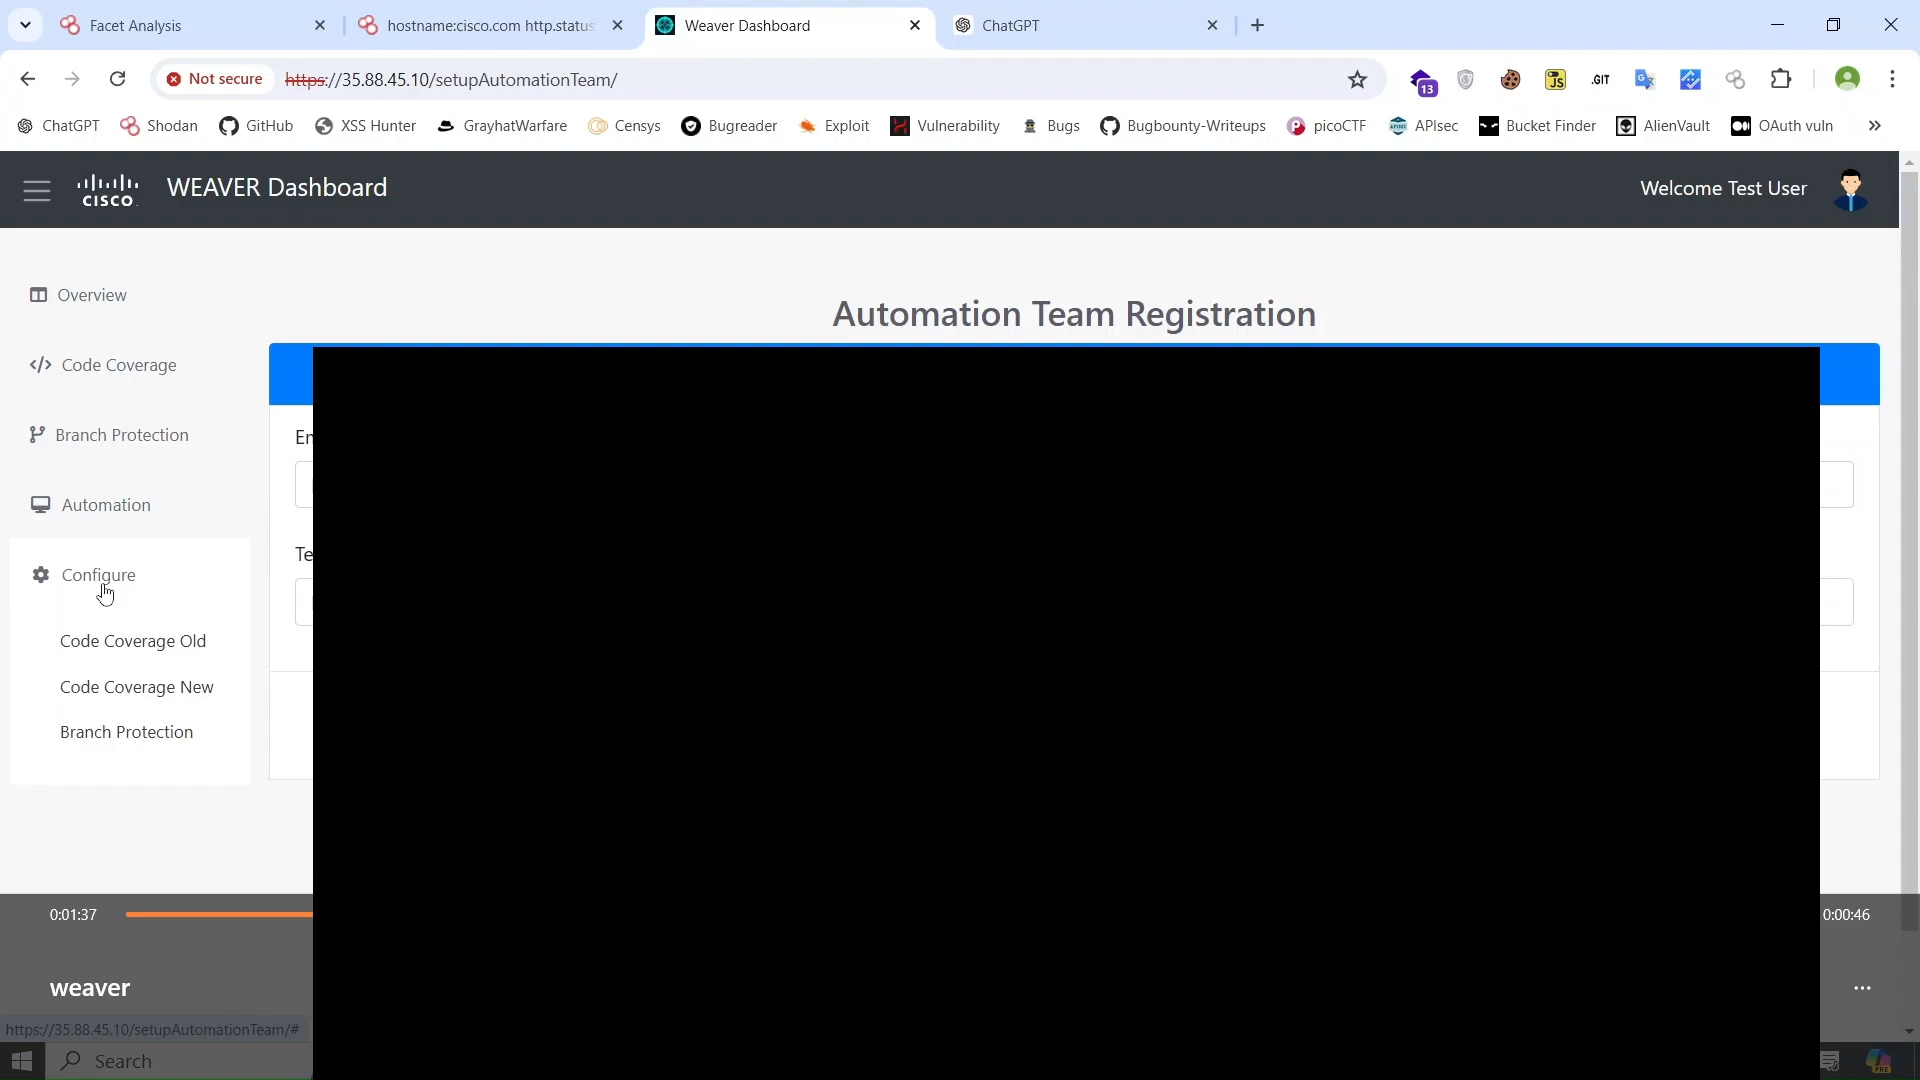 Facet Analysis
hostname:cisco.com http.status
Weaver Dashboard
ChatGPT
Not secure
https://35.88.45.10/setupAutomationTeam/
13
JS
.GIT
ChatGPT
Shodan
GitHub
XSS Hunter
GrayhatWarfare
Censys
Bugreader
Exploit
Vulnerability
Bugs
Bugbounty-Writeups
picoCTF
APIsec
Bucket Finder
AlienVault
OAuth vuln
CISCO
WEAVER Dashboard
Welcome Test User
Overview
Code Coverage
Branch Protection
Automation
Configure
Code Coverage Old
Code Coverage New
Branch Protection
Automation Team Registration
En
Te
0:01:37
0:00:46
weaver
https://35.88.45.10/setupAutomationTeam/#
Search
PRE